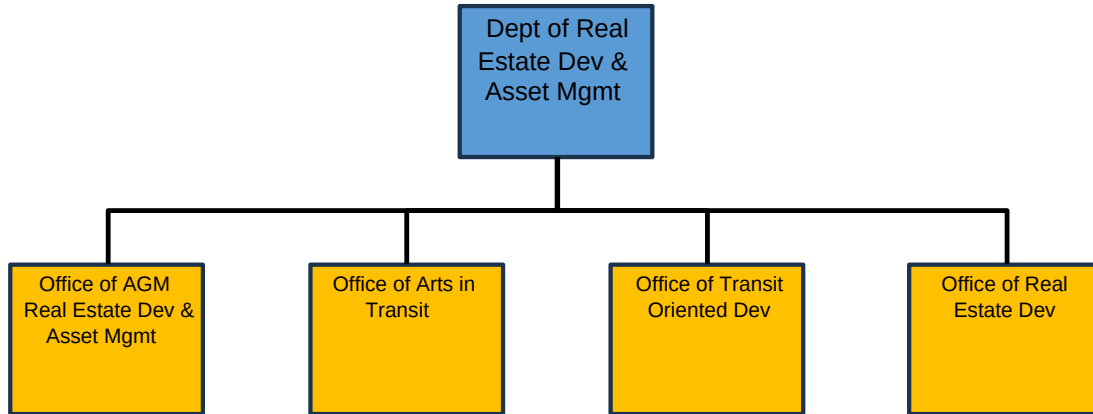 Dept of Real
Estate Dev &
Asset Mgmt
Office of AGM
Real Estate Dev &
Asset Mgmt
Office of Arts in
Transit
Office of Transit
Oriented Dev
Office of Real
Estate Dev